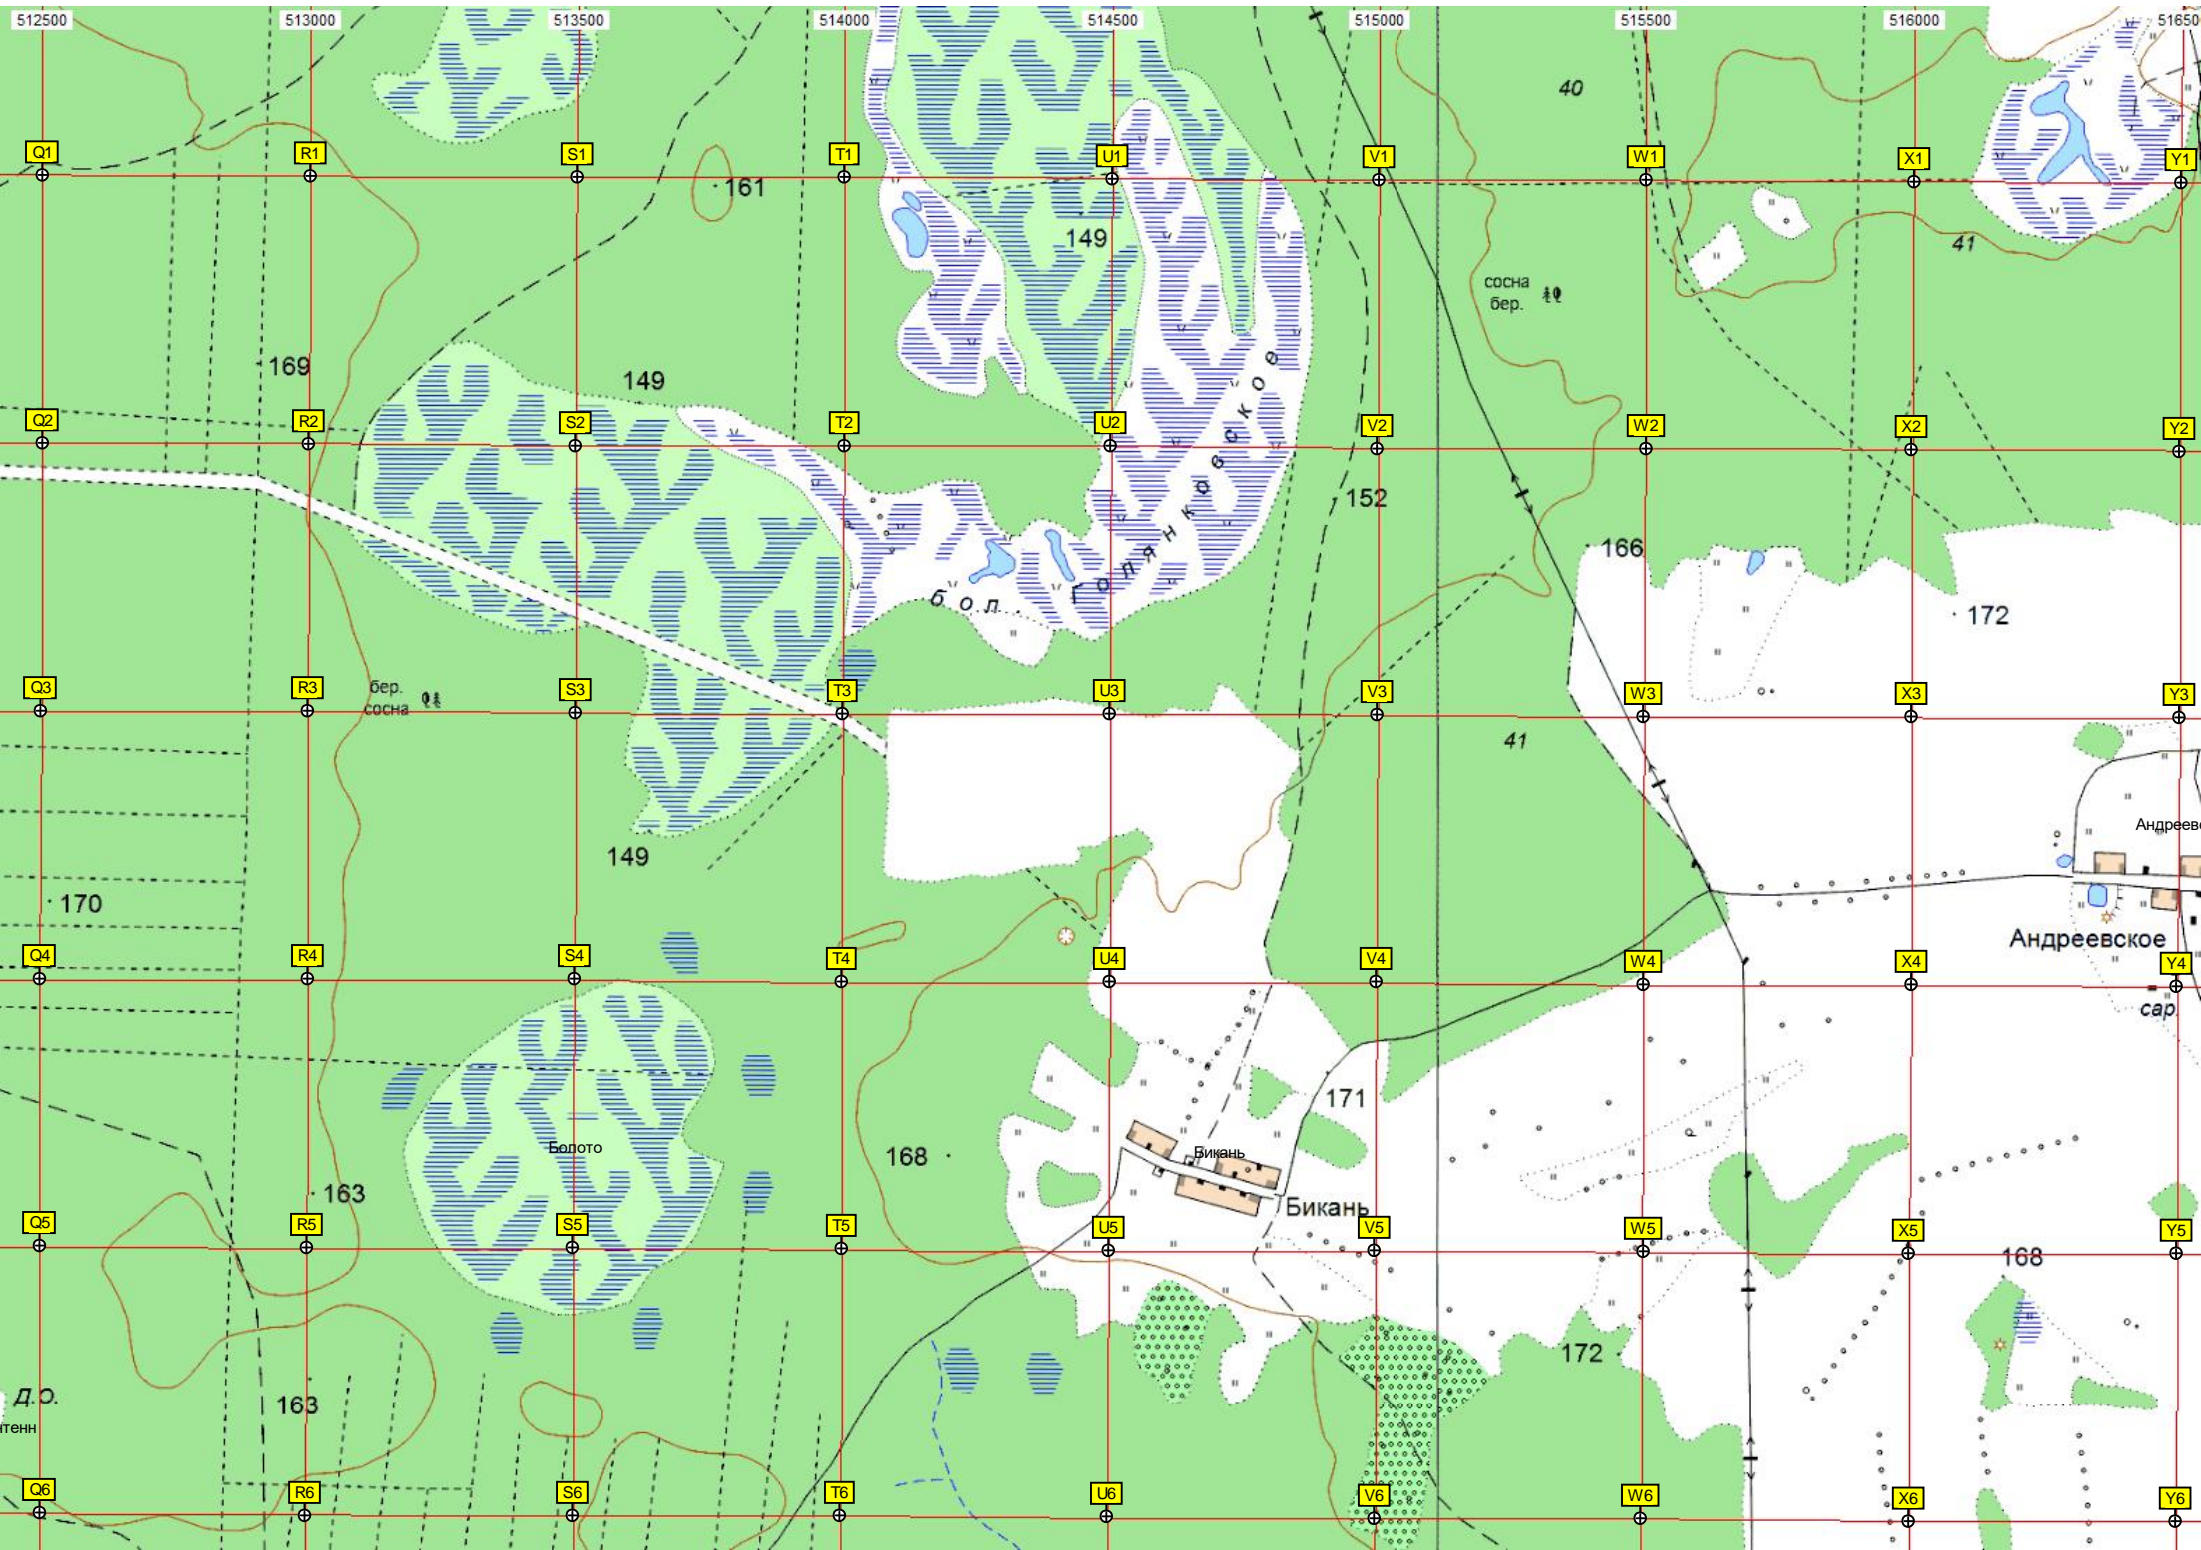 512500 513000 513500 514000 514500 515000 515500 516000 51650
40
Q1 R1 S1 T1 U1 V1 W1 X1 Y1
161
149
41
сосна
бер.
169
149
Q2 R2 S2 T2 U2 V2 W2 X2 Y2
152
166
бол. Голянковское
172
Q3 R3 S3 T3 U3 V3 W3 X3 Y3
бер.
сосна
41
Андреевс
149
170
Андреевское
Q4 R4 S4 T4 U4 V4 W4 X4 Y4
сар.
171
Болото
Бикань
168
163
Бикань
Q5 R5 S5 T5 U5 V5 W5 X5 Y5
168
172
Д.О.
163
нтенн
Q6 R6 S6 T6 U6 V6 W6 X6 Y6